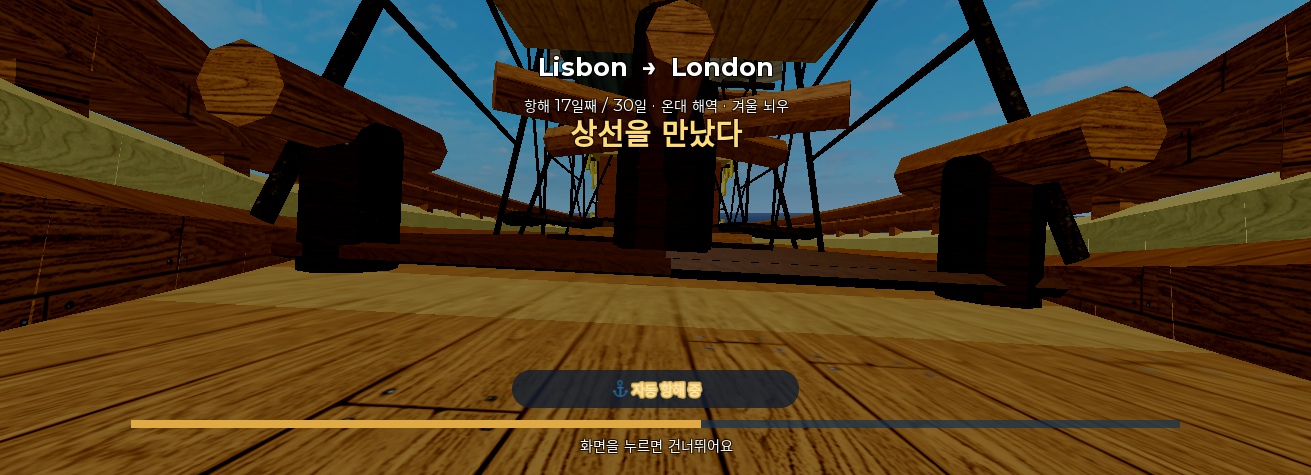 Lisbon → London
항해 17일째 / 30일 · 온대 해역 · 겨울 뇌우
상선을 만났다
⚓ 자동 항해 중
화면을 누르면 건너뛰어요